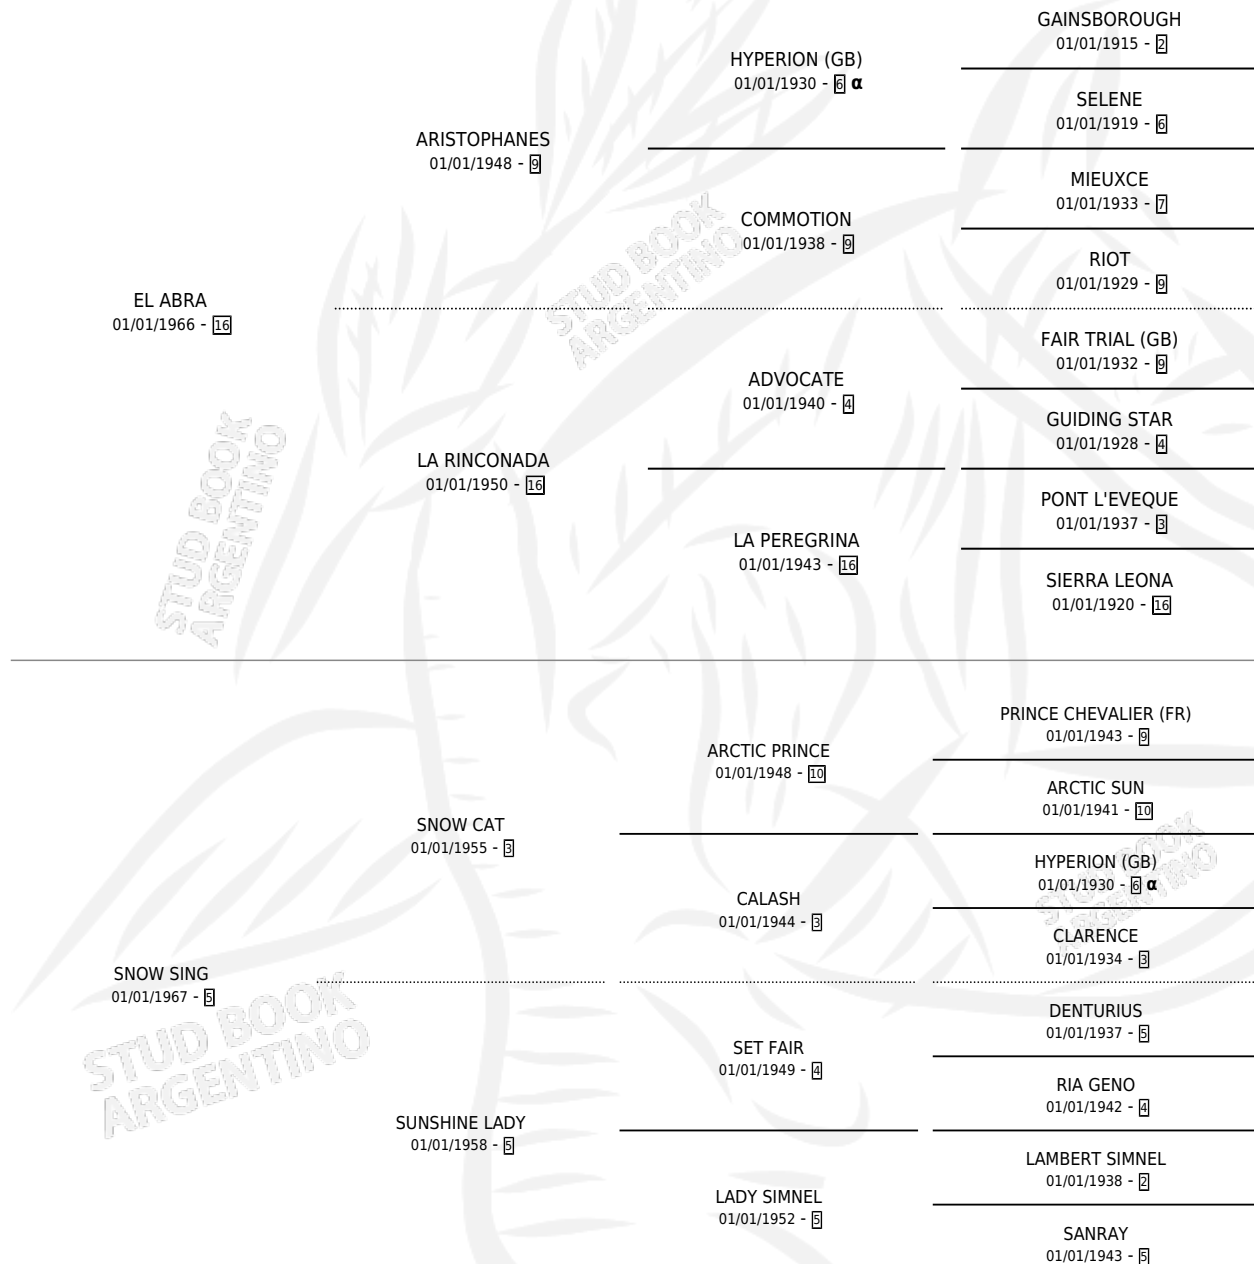 GAINSBOROUGH
01/01/1915 - 2
HYPERION (GB)
01/01/1930 - 6 α
SELENE
01/01/1919 - 6
ARISTOPHANES
01/01/1948 - 9
MIEUXCE
01/01/1933 - 7
COMMOTION
01/01/1938 - 9
RIOT
01/01/1929 - 9
EL ABRA
01/01/1966 - 16
FAIR TRIAL (GB)
01/01/1932 - 9
ADVOCATE
01/01/1940 - 4
GUIDING STAR
01/01/1928 - 4
LA RINCONADA
01/01/1950 - 16
PONT L'EVEQUE
01/01/1937 - 3
LA PEREGRINA
01/01/1943 - 16
SIERRA LEONA
01/01/1920 - 16
PRINCE CHEVALIER (FR)
01/01/1943 - 9
ARCTIC PRINCE
01/01/1948 - 10
ARCTIC SUN
01/01/1941 - 10
SNOW CAT
01/01/1955 - 3
HYPERION (GB)
01/01/1930 - 6 α
CALASH
01/01/1944 - 3
CLARENCE
01/01/1934 - 3
SNOW SING
01/01/1967 - 5
DENTURIUS
01/01/1937 - 5
SET FAIR
01/01/1949 - 4
RIA GENO
01/01/1942 - 4
SUNSHINE LADY
01/01/1958 - 5
LAMBERT SIMNEL
01/01/1938 - 2
LADY SIMNEL
01/01/1952 - 5
SANRAY
01/01/1943 - 5
STUD BOOK
ARGENTINO
STUD BOOK
ARGENTINO
STUD BOOK
ARGENTINO
STUD BOOK
ARGENTINO